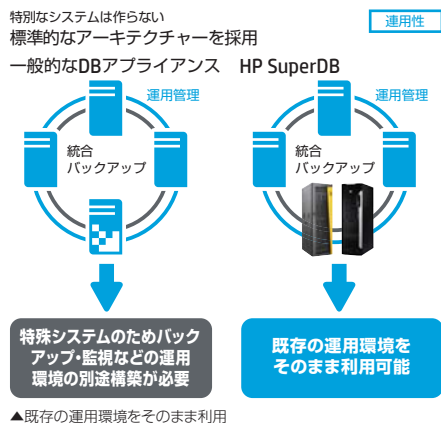 特別なシステムは作らない
標準的なアーキテクチャーを採用
運用性
一般的なDBアプライアンス
運用管理
統合
バックアップ
特殊システムのためバック
アップ・監視などの運用
環境の別途構築が必要
HP SuperDB
運用管理
統合
バックアップ
既存の運用環境を
そのまま利用可能
▲既存の運用環境をそのまま利用